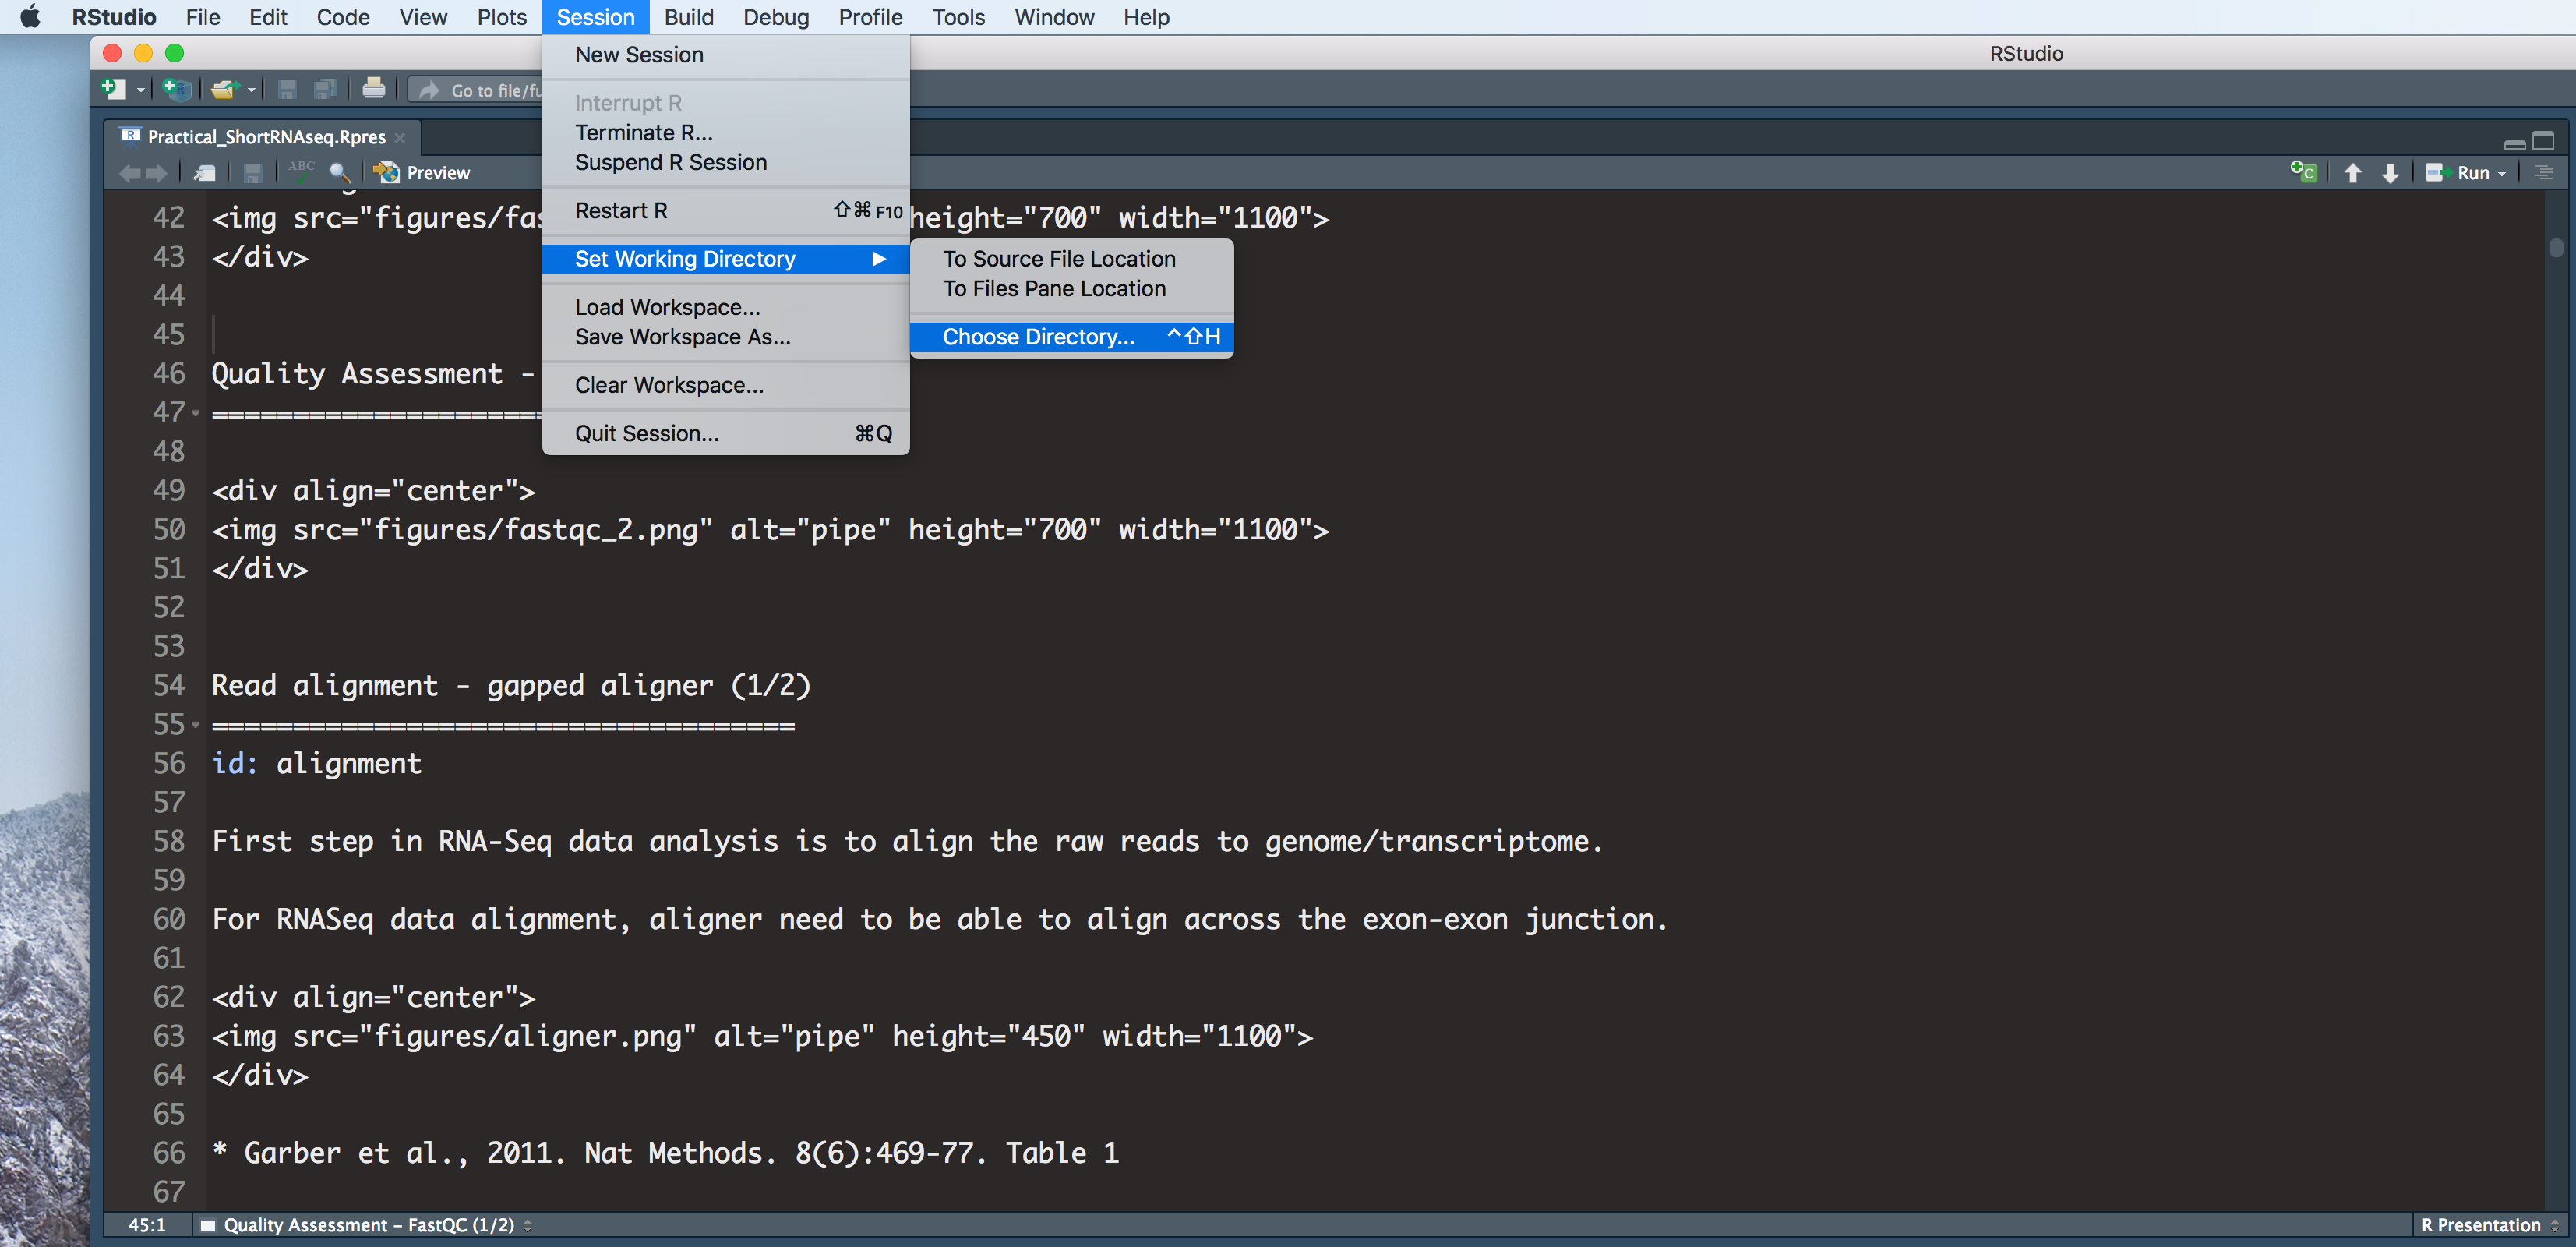 RStudio File Edit Code View Plots Session Build Debug Profile Tools Window Help
RStudio
Go to file/fu
Practical_ShortRNAseq.Rpres
ABC Preview Run
New Session
Interrupt R
Terminate R...
Suspend R Session
Restart R ⇧⌘F10
Set Working Directory ▶
To Source File Location
To Files Pane Location
Choose Directory... ^⇧H
Load Workspace...
Save Workspace As...
Clear Workspace...
Quit Session... ⌘Q
42 <img src="figures/fas height="700" width="1100">
43 </div>
44
45
46 Quality Assessment -
47 =====================
48
49 <div align="center">
50 <img src="figures/fastqc_2.png" alt="pipe" height="700" width="1100">
51 </div>
52
53
54 Read alignment - gapped aligner (1/2)
55 ====================================
56 id: alignment
57
58 First step in RNA-Seq data analysis is to align the raw reads to genome/transcriptome.
59
60 For RNASeq data alignment, aligner need to be able to align across the exon-exon junction.
61
62 <div align="center">
63 <img src="figures/aligner.png" alt="pipe" height="450" width="1100">
64 </div>
65
66 * Garber et al., 2011. Nat Methods. 8(6):469-77. Table 1
67
45:1 Quality Assessment – FastQC (1/2) R Presentation